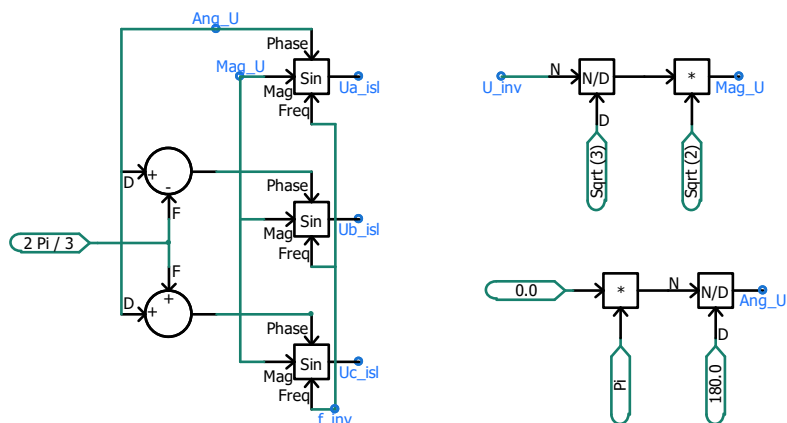 Ang_U
Phase
Mag_U
Sin
Mag
Ua_isl
Freq
D
+
-
F
Phase
Sin
Mag
Ub_isl
Freq
2 Pi / 3
F
D
+
+
Phase
Sin
Mag
Uc_isl
Freq
f_inv
U_inv
N
N/D
*
Mag_U
D
Sqrt (3)
Sqrt (2)
0.0
*
N
N/D
Ang_U
D
Pi
180.0